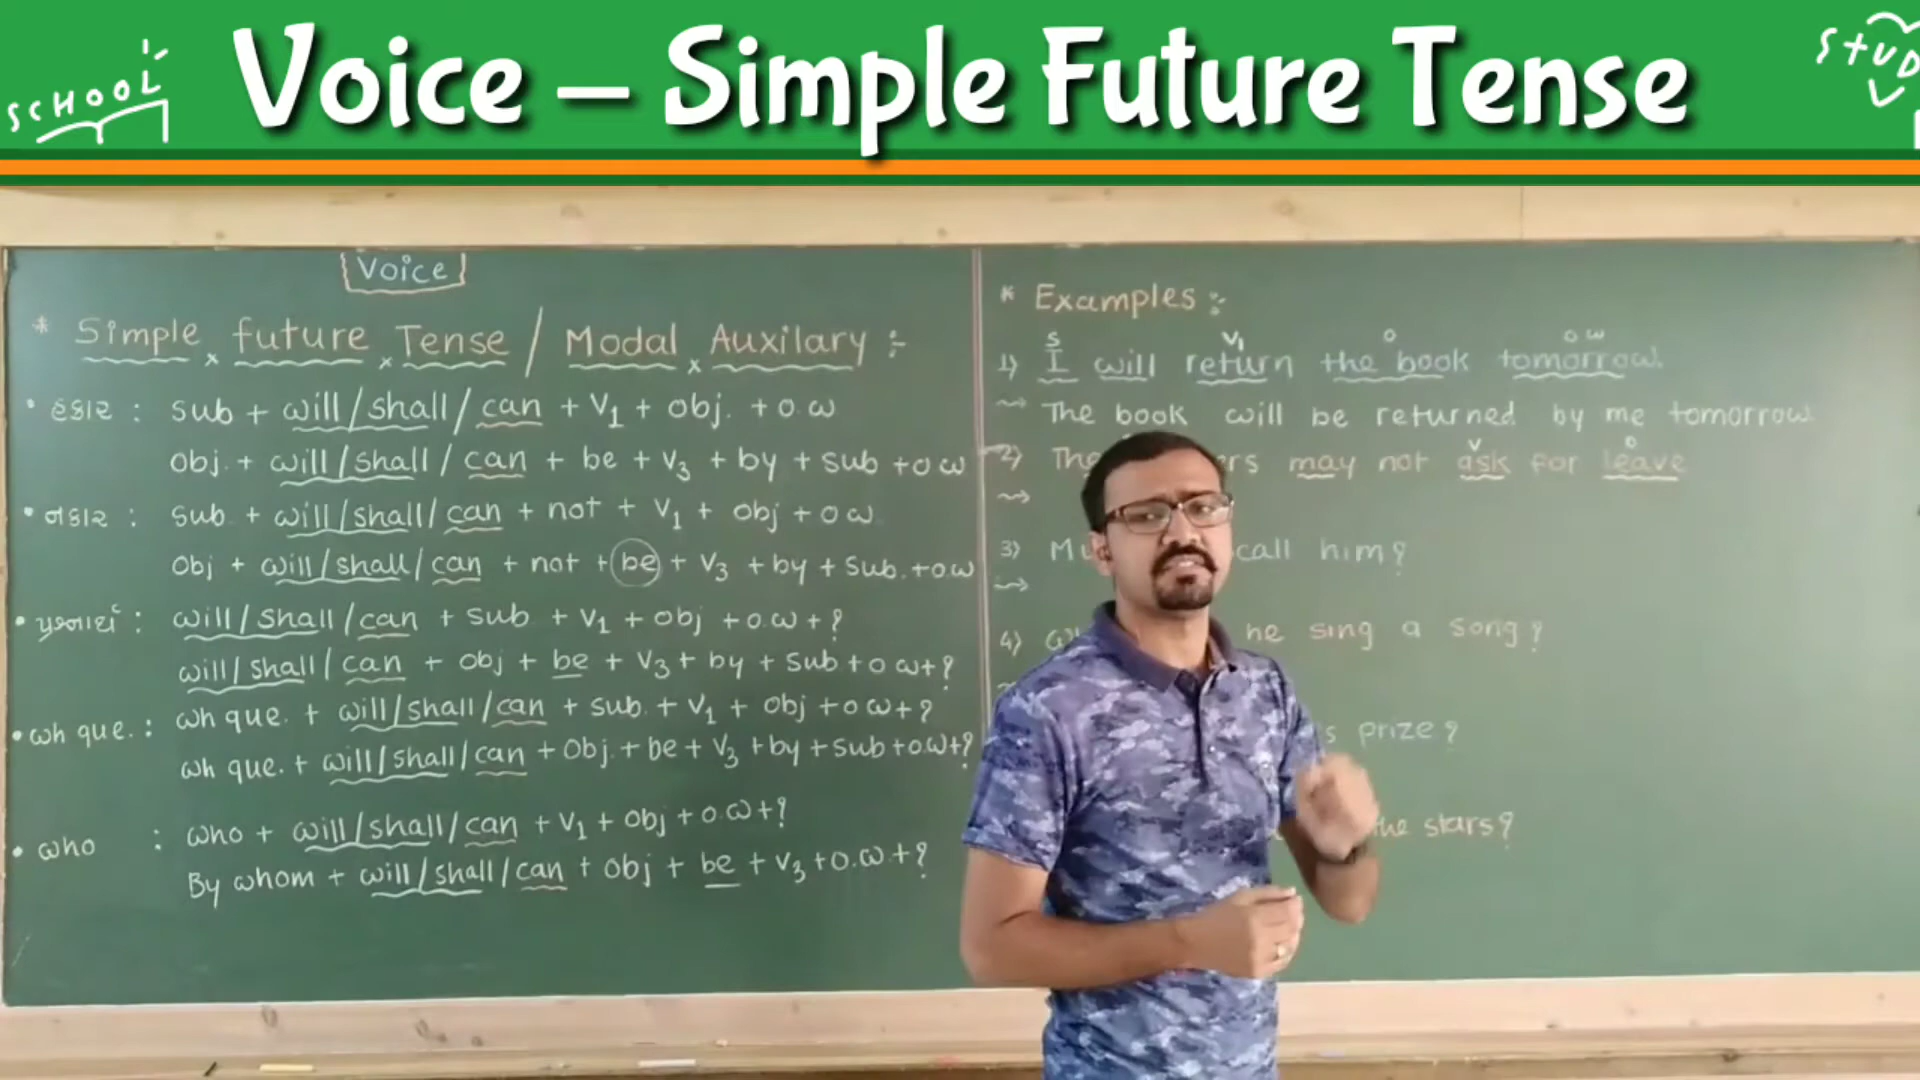 SCHOOL
Voice – Simple Future Tense
STUD
Voice
* Simple future Tense / Modal Auxilary :-
• હકાર : sub + will/shall/can + V₁ + obj. + o.w
obj. + will/shall/can + be + V₃ + by + sub + o w
• નકાર : sub + will/shall/can + not + V₁ + obj + o w
obj + will/shall/can + not + be + V₃ + by + sub. + o.w
• પ્રશ્નાર્થ : will/shall/can + sub + V₁ + obj + o.w + ?
will/shall/can + obj + be + V₃ + by + sub + o w + ?
• wh que. : wh que. + will/shall/can + sub + V₁ + obj + o w + ?
wh que. + will/shall/can + obj. + be + V₃ + by + sub + o.w + ?
• who : who + will/shall/can + V₁ + obj + o.w + ?
By whom + will/shall/can + obj + be + V₃ + o.w + ?
* Examples :-
S V₁ o o w
1) I will return the book tomorrow.
The book will be returned by me tomorrow
V o
2) may not ask for leave
3) call him?
4) he sing a song?
prize?
the stars?